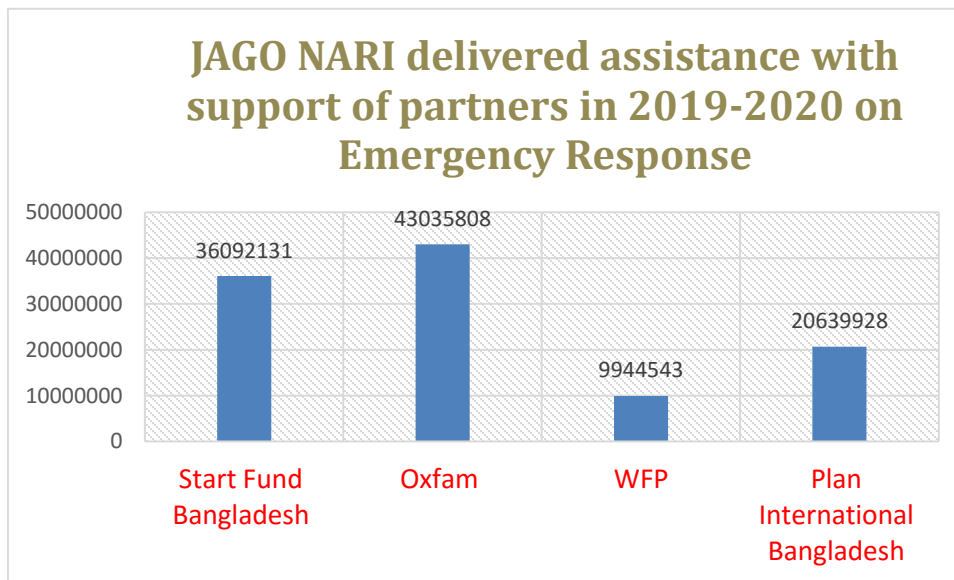 JAGO NARI delivered assistance with
support of partners in 2019-2020 on
Emergency Response
50000000
40000000
30000000
20000000
10000000
0
36092131
43035808
9944543
20639928
Start Fund
Bangladesh
Oxfam
WFP
Plan
International
Bangladesh